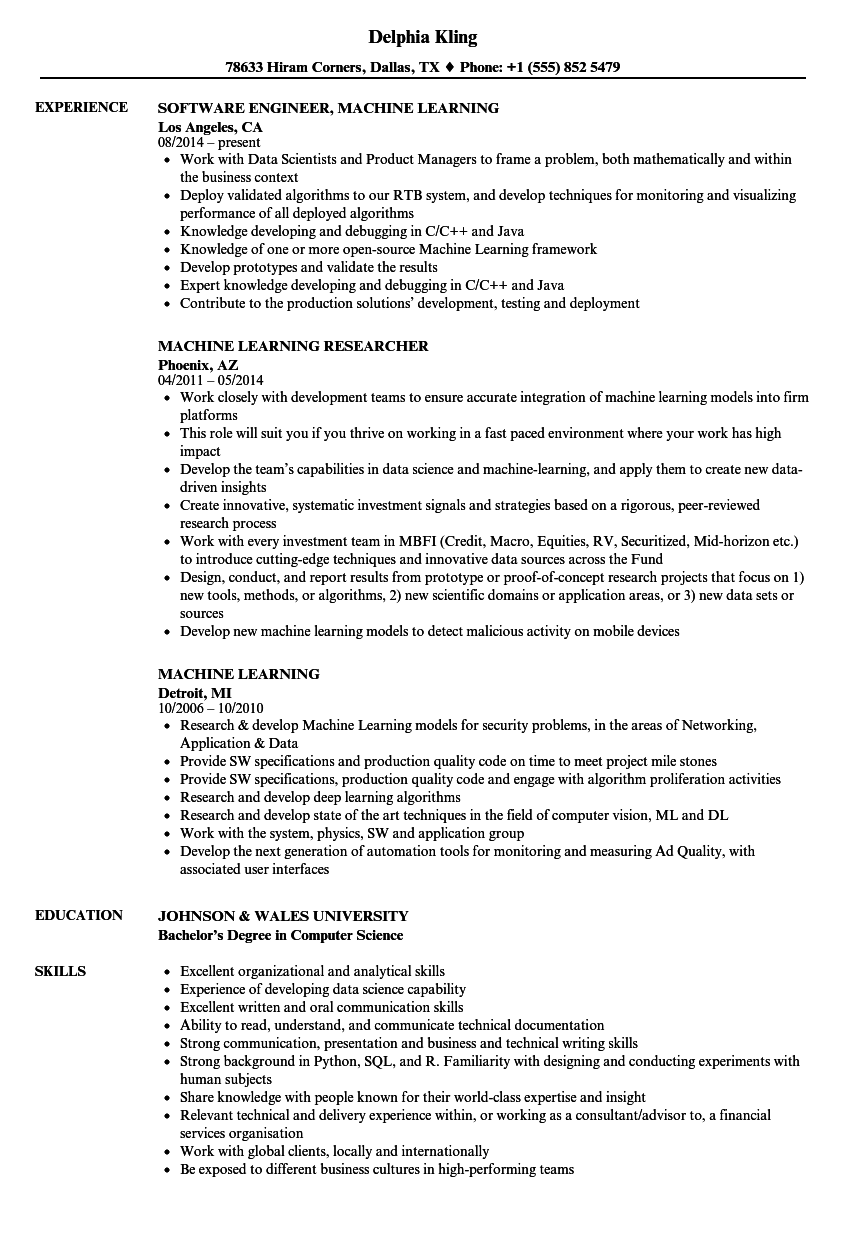 Delphia Kling
78633 Hiram Corners, Dallas, TX ♦ Phone: +1 (555) 852 5479
EXPERIENCE
SOFTWARE ENGINEER, MACHINE LEARNING
Los Angeles, CA
08/2014 – present
• Work with Data Scientists and Product Managers to frame a problem, both mathematically and within
the business context
• Deploy validated algorithms to our RTB system, and develop techniques for monitoring and visualizing
performance of all deployed algorithms
• Knowledge developing and debugging in C/C++ and Java
• Knowledge of one or more open-source Machine Learning framework
• Develop prototypes and validate the results
• Expert knowledge developing and debugging in C/C++ and Java
• Contribute to the production solutions’ development, testing and deployment
MACHINE LEARNING RESEARCHER
Phoenix, AZ
04/2011 – 05/2014
• Work closely with development teams to ensure accurate integration of machine learning models into firm
platforms
• This role will suit you if you thrive on working in a fast paced environment where your work has high
impact
• Develop the team’s capabilities in data science and machine-learning, and apply them to create new data-
driven insights
• Create innovative, systematic investment signals and strategies based on a rigorous, peer-reviewed
research process
• Work with every investment team in MBFI (Credit, Macro, Equities, RV, Securitized, Mid-horizon etc.)
to introduce cutting-edge techniques and innovative data sources across the Fund
• Design, conduct, and report results from prototype or proof-of-concept research projects that focus on 1)
new tools, methods, or algorithms, 2) new scientific domains or application areas, or 3) new data sets or
sources
• Develop new machine learning models to detect malicious activity on mobile devices
MACHINE LEARNING
Detroit, MI
10/2006 – 10/2010
• Research & develop Machine Learning models for security problems, in the areas of Networking,
Application & Data
• Provide SW specifications and production quality code on time to meet project mile stones
• Provide SW specifications, production quality code and engage with algorithm proliferation activities
• Research and develop deep learning algorithms
• Research and develop state of the art techniques in the field of computer vision, ML and DL
• Work with the system, physics, SW and application group
• Develop the next generation of automation tools for monitoring and measuring Ad Quality, with
associated user interfaces
EDUCATION
JOHNSON & WALES UNIVERSITY
Bachelor’s Degree in Computer Science
SKILLS
• Excellent organizational and analytical skills
• Experience of developing data science capability
• Excellent written and oral communication skills
• Ability to read, understand, and communicate technical documentation
• Strong communication, presentation and business and technical writing skills
• Strong background in Python, SQL, and R. Familiarity with designing and conducting experiments with
human subjects
• Share knowledge with people known for their world-class expertise and insight
• Relevant technical and delivery experience within, or working as a consultant/advisor to, a financial
services organisation
• Work with global clients, locally and internationally
• Be exposed to different business cultures in high-performing teams